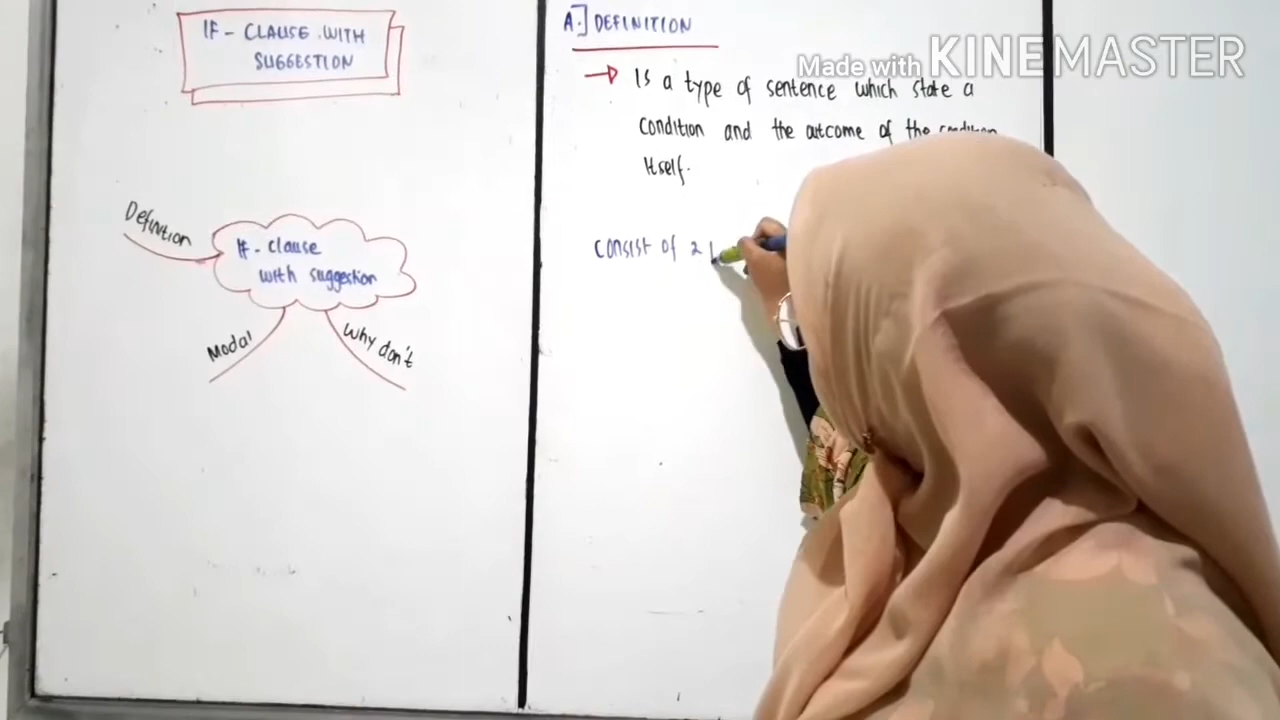 IF - CLAUSE WITH
SUGGESTION
Definition
If - clause
with suggestion
Modal
Why don't
A.] DEFINITION
Is a type of sentence which state a
condition and the outcome of the condition
Itself.
consist of 2
Made with KINEMASTER